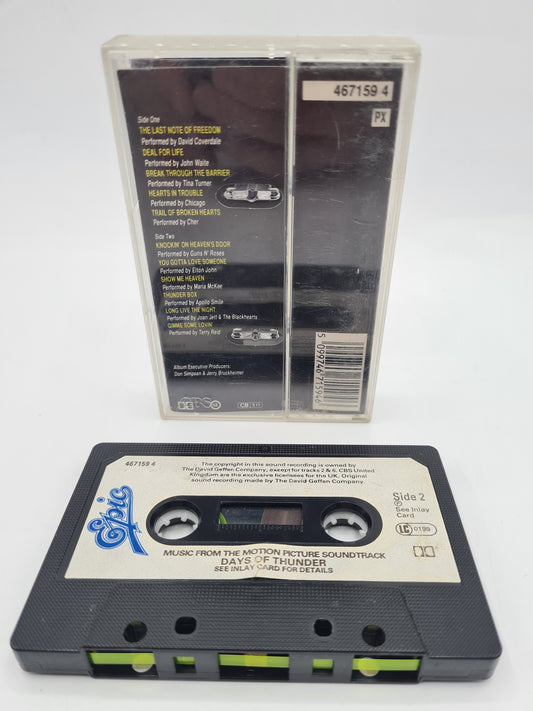 467159 4
PX
Side One
THE LAST NOTE OF FREEDOM
Performed by David Coverdale
DEAL FOR LIFE
Performed by John Waite
BREAK THROUGH THE BARRIER
Performed by Tina Turner
HEARTS IN TROUBLE
Performed by Chicago
TRAIL OF BROKEN HEARTS
Performed by Cher
Side Two
KNOCKIN' ON HEAVEN'S DOOR
Performed by Guns N' Roses
YOU GOTTA LOVE SOMEONE
Performed by Elton John
SHOW ME HEAVEN
Performed by Maria McKee
THUNDER BOX
Performed by Apollo Smile
LONG LIVE THE NIGHT
Performed by Joan Jett & The Blackhearts
GIMME SOME LOVIN'
Performed by Terry Reid
Album Executive Producers:
Don Simpson & Jerry Bruckheimer
5 099746 715946
467159 4
The copyright in this sound recording is owned by
The David Geffen Company, except for tracks 2 & 6. CBS United
Kingdom are the exclusive licensees for the UK. Original
sound recording made by The David Geffen Company
Epic
Side 2
℗
See Inlay
Card
LC 0199
MUSIC FROM THE MOTION PICTURE SOUNDTRACK
DAYS OF THUNDER
SEE INLAY CARD FOR DETAILS